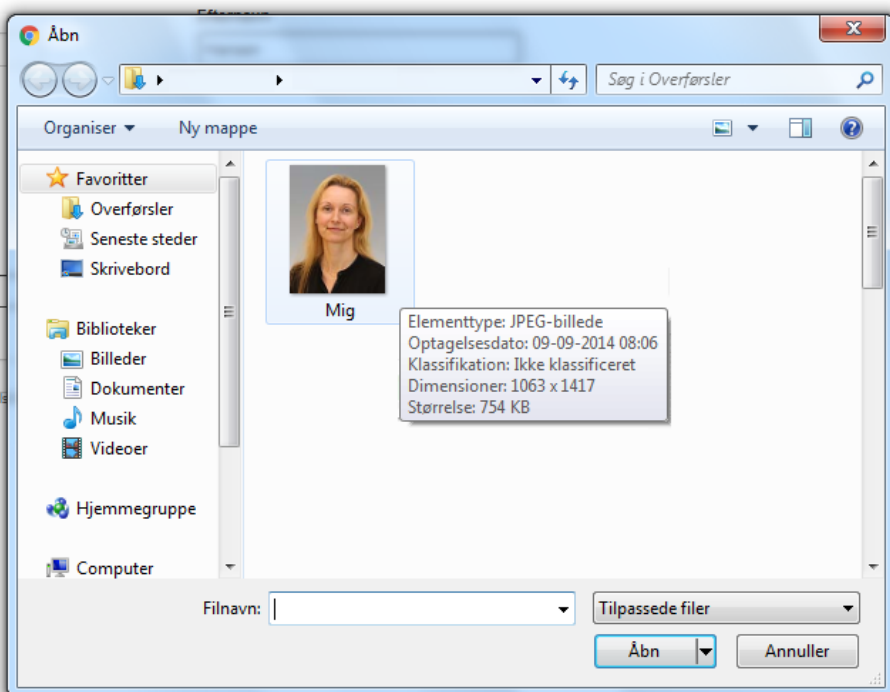 Efternavn
Åbn
Søg i Overførsler
Organiser
Ny mappe
Favoritter
Overførsler
Seneste steder
Skrivebord
Biblioteker
Billeder
Dokumenter
Musik
Videoer
Hjemmegruppe
Computer
Mig
Elementtype: JPEG-billede
Optagelsesdato: 09-09-2014 08:06
Klassifikation: Ikke klassificeret
Dimensioner: 1063 x 1417
Størrelse: 754 KB
Filnavn:
Tilpassede filer
Åbn
Annuller